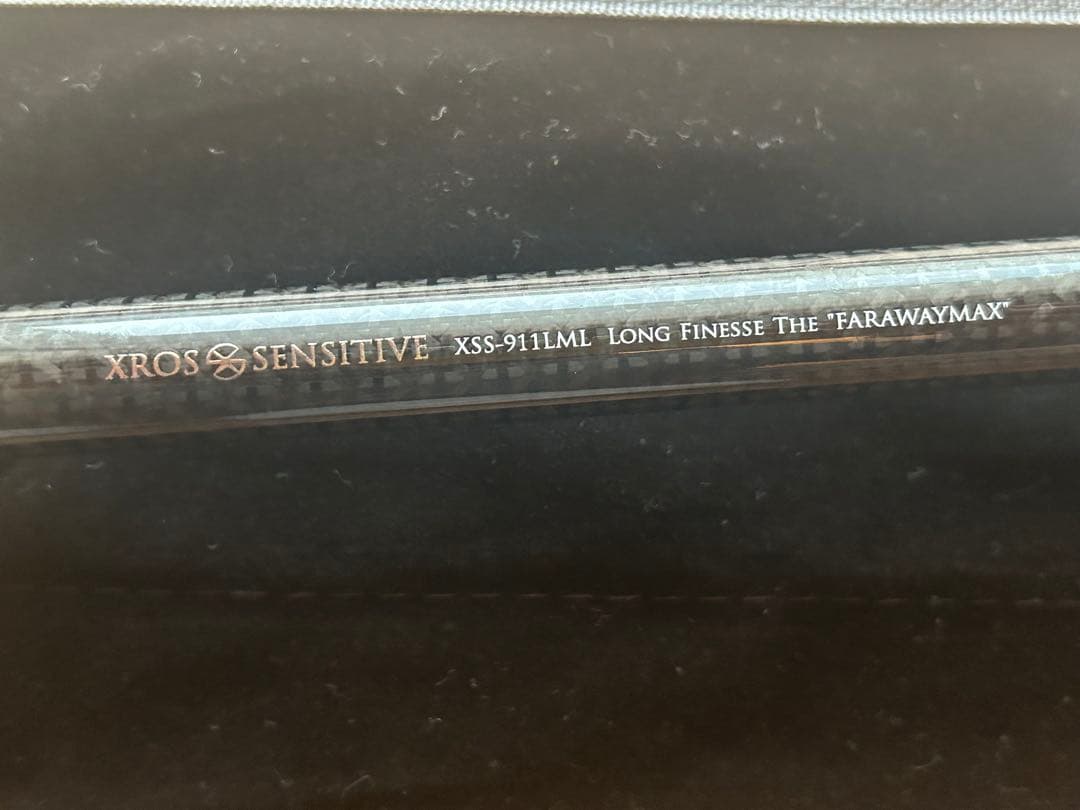 XROS SENSITIVE XSS-911LML LONG FINESSE THE "FARAWAYMAX"